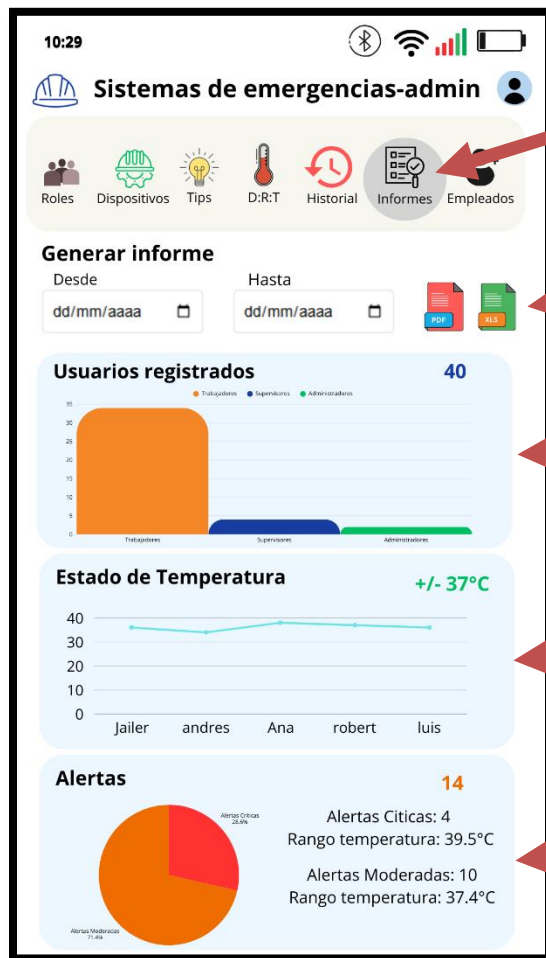 10:29
Sistemas de emergencias-admin
Roles Dispositivos Tips D:R:T Historial Informes Empleados
Generar informe
Desde Hasta
dd/mm/aaaa dd/mm/aaaa
PDF XLS
Usuarios registrados 40
Trabajadores Supervisores Administradores
35
30
25
20
15
10
5
0
Trabajadores Supervisores Administradores
Estado de Temperatura +/- 37°C
40
30
20
10
0
Jailer andres Ana robert luis
Alertas 14
Alertas Críticas
28.6%
Alertas Citicas: 4
Rango temperatura: 39.5°C
Alertas Moderadas: 10
Rango temperatura: 37.4°C
Alertas Moderadas
71.4%